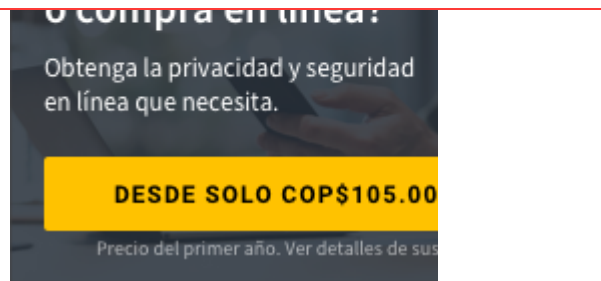 o compra en línea?
Obtenga la privacidad y seguridad
en línea que necesita.
DESDE SOLO COP$105.00
Precio del primer año. Ver detalles de